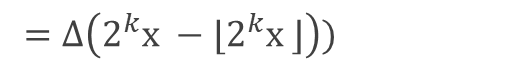 = Δ(2ᵏx − ⌊2ᵏx⌋))